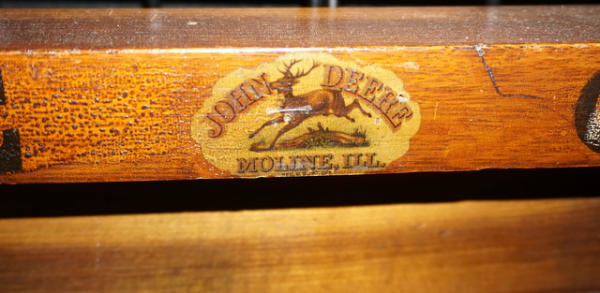 JOHN DEERE
MOLINE, ILL.